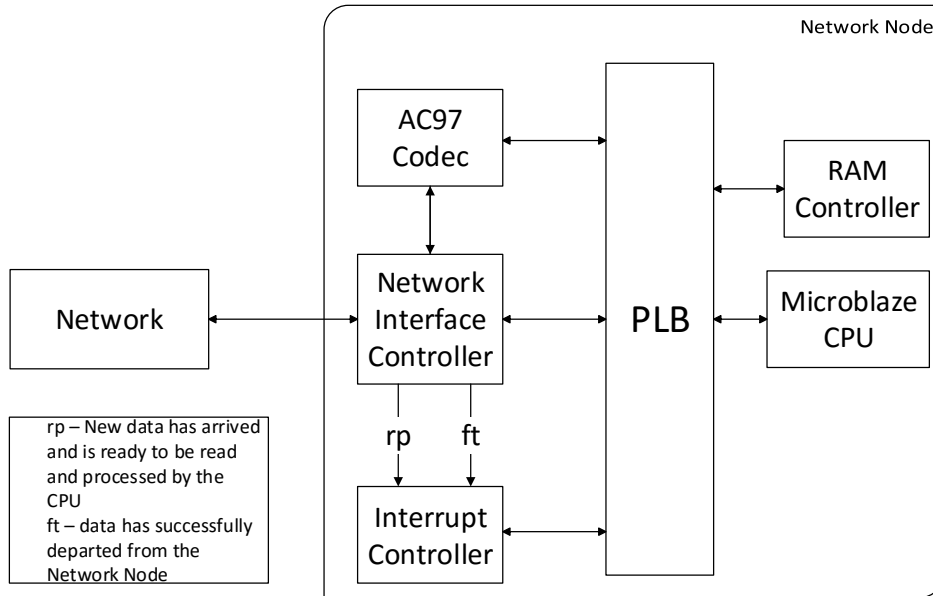 Network Node
AC97
Codec
RAM
Controller
Network
Network
Interface
Controller
PLB
Microblaze
CPU
rp
ft
rp – New data has arrived
and is ready to be read
and processed by the
CPU
ft – data has successfully
departed from the
Network Node
Interrupt
Controller